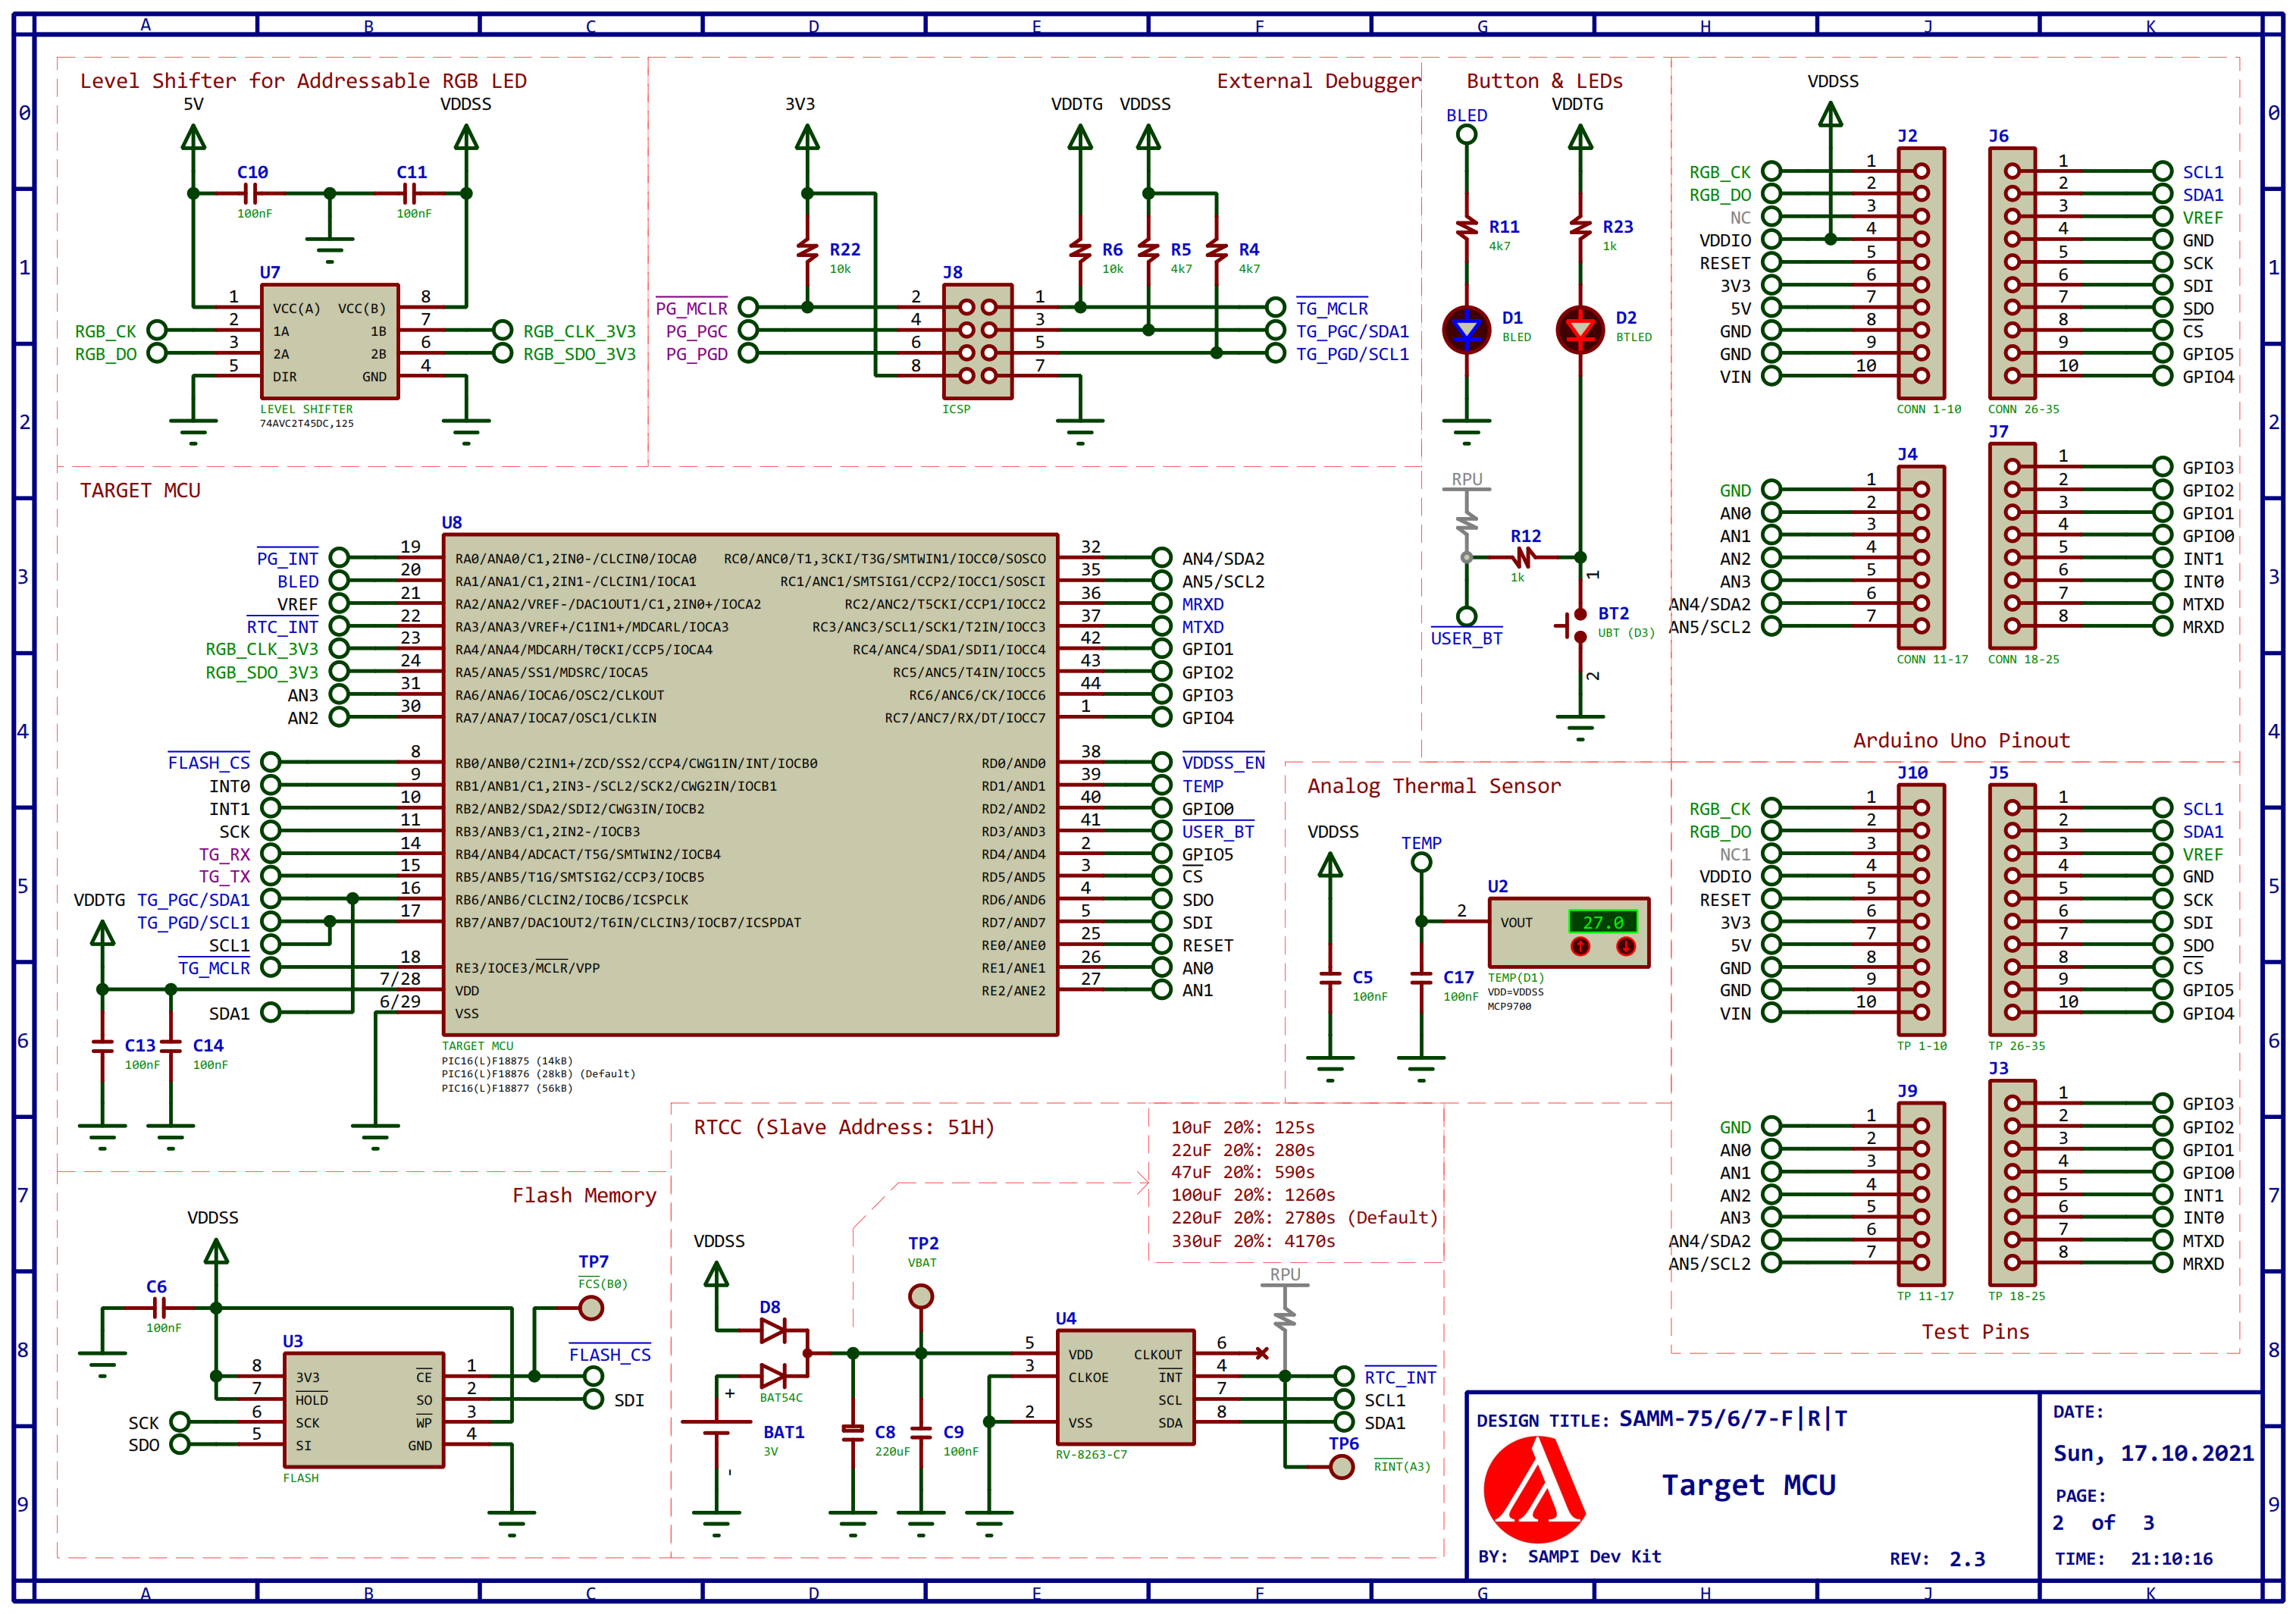 A B C D E F G H J K
0 1 2 3 4 5 6 7 8 9
Level Shifter for Addressable RGB LED
5V VDDSS
C10 C11
100nF 100nF
U7
1 VCC(A) VCC(B) 8
RGB_CK 2 1A 1B 7 RGB_CLK_3V3
RGB_DO 3 2A 2B 6 RGB_SDO_3V3
5 DIR GND 4
LEVEL SHIFTER
74AVC2T45DC,125
External Debugger
3V3 VDDTG VDDSS
R22 R6 R5 R4
10k 10k 4k7 4k7
J8
PG_MCLR 2 1 TG_MCLR
PG_PGC 4 3 TG_PGC/SDA1
PG_PGD 6 5 TG_PGD/SCL1
8 7
ICSP
Button & LEDs
BLED VDDTG
R11 R23
4k7 1k
D1 D2
BLED BTLED
RPU
R12
1k
1
BT2
UBT (D3)
USER_BT
2
VDDSS
J2 J6
RGB_CK 1 1 SCL1
RGB_DO 2 2 SDA1
NC 3 3 VREF
VDDIO 4 4 GND
RESET 5 5 SCK
3V3 6 6 SDI
5V 7 7 SDO
GND 8 8 CS
GND 9 9 GPIO5
VIN 10 10 GPIO4
CONN 1-10 CONN 26-35
J4 J7
1 GPIO3
GND 1 2 GPIO2
AN0 2 3 GPIO1
AN1 3 4 GPIO0
AN2 4 5 INT1
AN3 5 6 INT0
AN4/SDA2 6 7 MTXD
AN5/SCL2 7 8 MRXD
CONN 11-17 CONN 18-25
Arduino Uno Pinout
TARGET MCU
U8
PG_INT 19 RA0/ANA0/C1,2IN0-/CLCIN0/IOCA0 RC0/ANC0/T1,3CKI/T3G/SMTWIN1/IOCC0/SOSCO 32 AN4/SDA2
BLED 20 RA1/ANA1/C1,2IN1-/CLCIN1/IOCA1 RC1/ANC1/SMTSIG1/CCP2/IOCC1/SOSCI 35 AN5/SCL2
VREF 21 RA2/ANA2/VREF-/DAC1OUT1/C1,2IN0+/IOCA2 RC2/ANC2/T5CKI/CCP1/IOCC2 36 MRXD
RTC_INT 22 RA3/ANA3/VREF+/C1IN1+/MDCARL/IOCA3 RC3/ANC3/SCL1/SCK1/T2IN/IOCC3 37 MTXD
RGB_CLK_3V3 23 RA4/ANA4/MDCARH/T0CKI/CCP5/IOCA4 RC4/ANC4/SDA1/SDI1/IOCC4 42 GPIO1
RGB_SDO_3V3 24 RA5/ANA5/SS1/MDSRC/IOCA5 RC5/ANC5/T4IN/IOCC5 43 GPIO2
AN3 31 RA6/ANA6/IOCA6/OSC2/CLKOUT RC6/ANC6/CK/IOCC6 44 GPIO3
AN2 30 RA7/ANA7/IOCA7/OSC1/CLKIN RC7/ANC7/RX/DT/IOCC7 1 GPIO4
FLASH_CS 8 RB0/ANB0/C2IN1+/ZCD/SS2/CCP4/CWG1IN/INT/IOCB0 RD0/AND0 38 VDDSS_EN
INT0 9 RB1/ANB1/C1,2IN3-/SCL2/SCK2/CWG2IN/IOCB1 RD1/AND1 39 TEMP
INT1 10 RB2/ANB2/SDA2/SDI2/CWG3IN/IOCB2 RD2/AND2 40 GPIO0
SCK 11 RB3/ANB3/C1,2IN2-/IOCB3 RD3/AND3 41 USER_BT
TG_RX 14 RB4/ANB4/ADCACT/T5G/SMTWIN2/IOCB4 RD4/AND4 2 GPIO5
TG_TX 15 RB5/ANB5/T1G/SMTSIG2/CCP3/IOCB5 RD5/AND5 3 CS
VDDTG TG_PGC/SDA1 16 RB6/ANB6/CLCIN2/IOCB6/ICSPCLK RD6/AND6 4 SDO
TG_PGD/SCL1 17 RB7/ANB7/DAC1OUT2/T6IN/CLCIN3/IOCB7/ICSPDAT RD7/AND7 5 SDI
SCL1 RE0/ANE0 25 RESET
TG_MCLR 18 RE3/IOCE3/MCLR/VPP RE1/ANE1 26 AN0
7/28 VDD RE2/ANE2 27 AN1
SDA1 6/29 VSS
C13 C14
100nF 100nF
TARGET MCU
PIC16(L)F18875 (14kB)
PIC16(L)F18876 (28kB) (Default)
PIC16(L)F18877 (56kB)
Analog Thermal Sensor
VDDSS TEMP
U2
2 VOUT 27.0
C5 C17
100nF 100nF
TEMP(D1)
VDD=VDDSS
MCP9700
J10 J5
RGB_CK 1 1 SCL1
RGB_DO 2 2 SDA1
NC1 3 3 VREF
VDDIO 4 4 GND
RESET 5 5 SCK
3V3 6 6 SDI
5V 7 7 SDO
GND 8 8 CS
GND 9 9 GPIO5
VIN 10 10 GPIO4
TP 1-10 TP 26-35
J9 J3
1 GPIO3
GND 1 2 GPIO2
AN0 2 3 GPIO1
AN1 3 4 GPIO0
AN2 4 5 INT1
AN3 5 6 INT0
AN4/SDA2 6 7 MTXD
AN5/SCL2 7 8 MRXD
TP 11-17 TP 18-25
Test Pins
Flash Memory
VDDSS
C6
100nF
TP7
FCS(B0)
U3
FLASH_CS
8 3V3 CE 1
7 HOLD SO 2 SDI
SCK 6 SCK WP 3
SDO 5 SI GND 4
FLASH
RTCC (Slave Address: 51H)
10uF 20%: 125s
22uF 20%: 280s
47uF 20%: 590s
100uF 20%: 1260s
220uF 20%: 2780s (Default)
330uF 20%: 4170s
VDDSS
TP2
VBAT
RPU
D8
BAT54C
+
BAT1
3V
-
C8 C9
220uF 100nF
U4
5 VDD CLKOUT 6
3 CLKOE INT 4 RTC_INT
SCL 7 SCL1
2 VSS SDA 8 SDA1
RV-8263-C7
TP6
RINT(A3)
DESIGN TITLE: SAMM-75/6/7-F|R|T
Target MCU
BY: SAMPI Dev Kit
REV: 2.3
DATE:
Sun, 17.10.2021
PAGE:
2 of 3
TIME: 21:10:16
A B C D E F G H J K
0 1 2 3 4 5 6 7 8 9